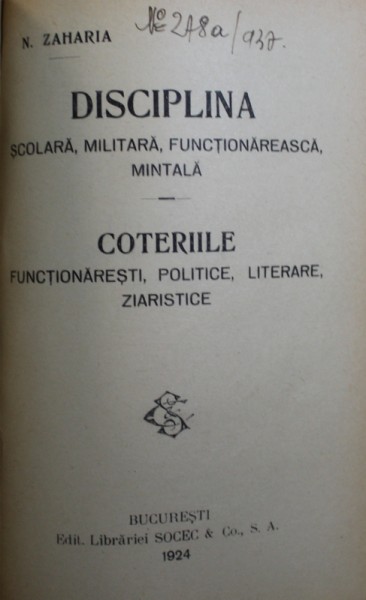 № 278a/937.
N. ZAHARIA
DISCIPLINA
ȘCOLARĂ, MILITARĂ, FUNCȚIONĂREASCĂ,
MINTALĂ
COTERIILE
FUNCȚIONĂREȘTI, POLITICE, LITERARE,
ZIARISTICE
BUCUREȘTI
Edit. Librăriei SOCEC & Co., S. A.
1924